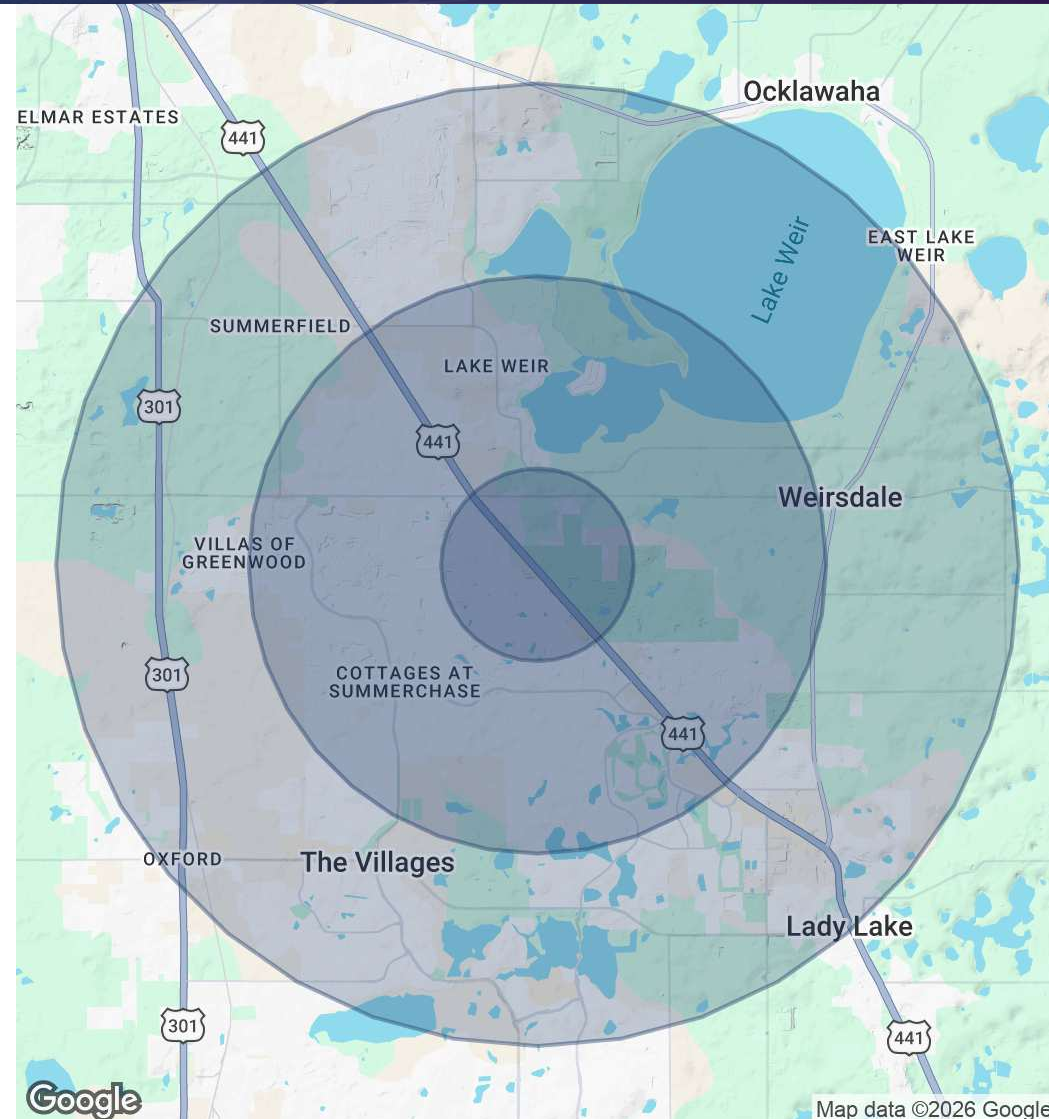 Ocklawaha
ELMAR ESTATES
441
EAST LAKE
WEIR
Lake Weir
SUMMERFIELD
LAKE WEIR
301
441
Weirsdale
VILLAS OF
GREENWOOD
COTTAGES AT
SUMMERCHASE
301
441
OXFORD
The Villages
Lady Lake
301
441
Google
Map data ©2026 Google